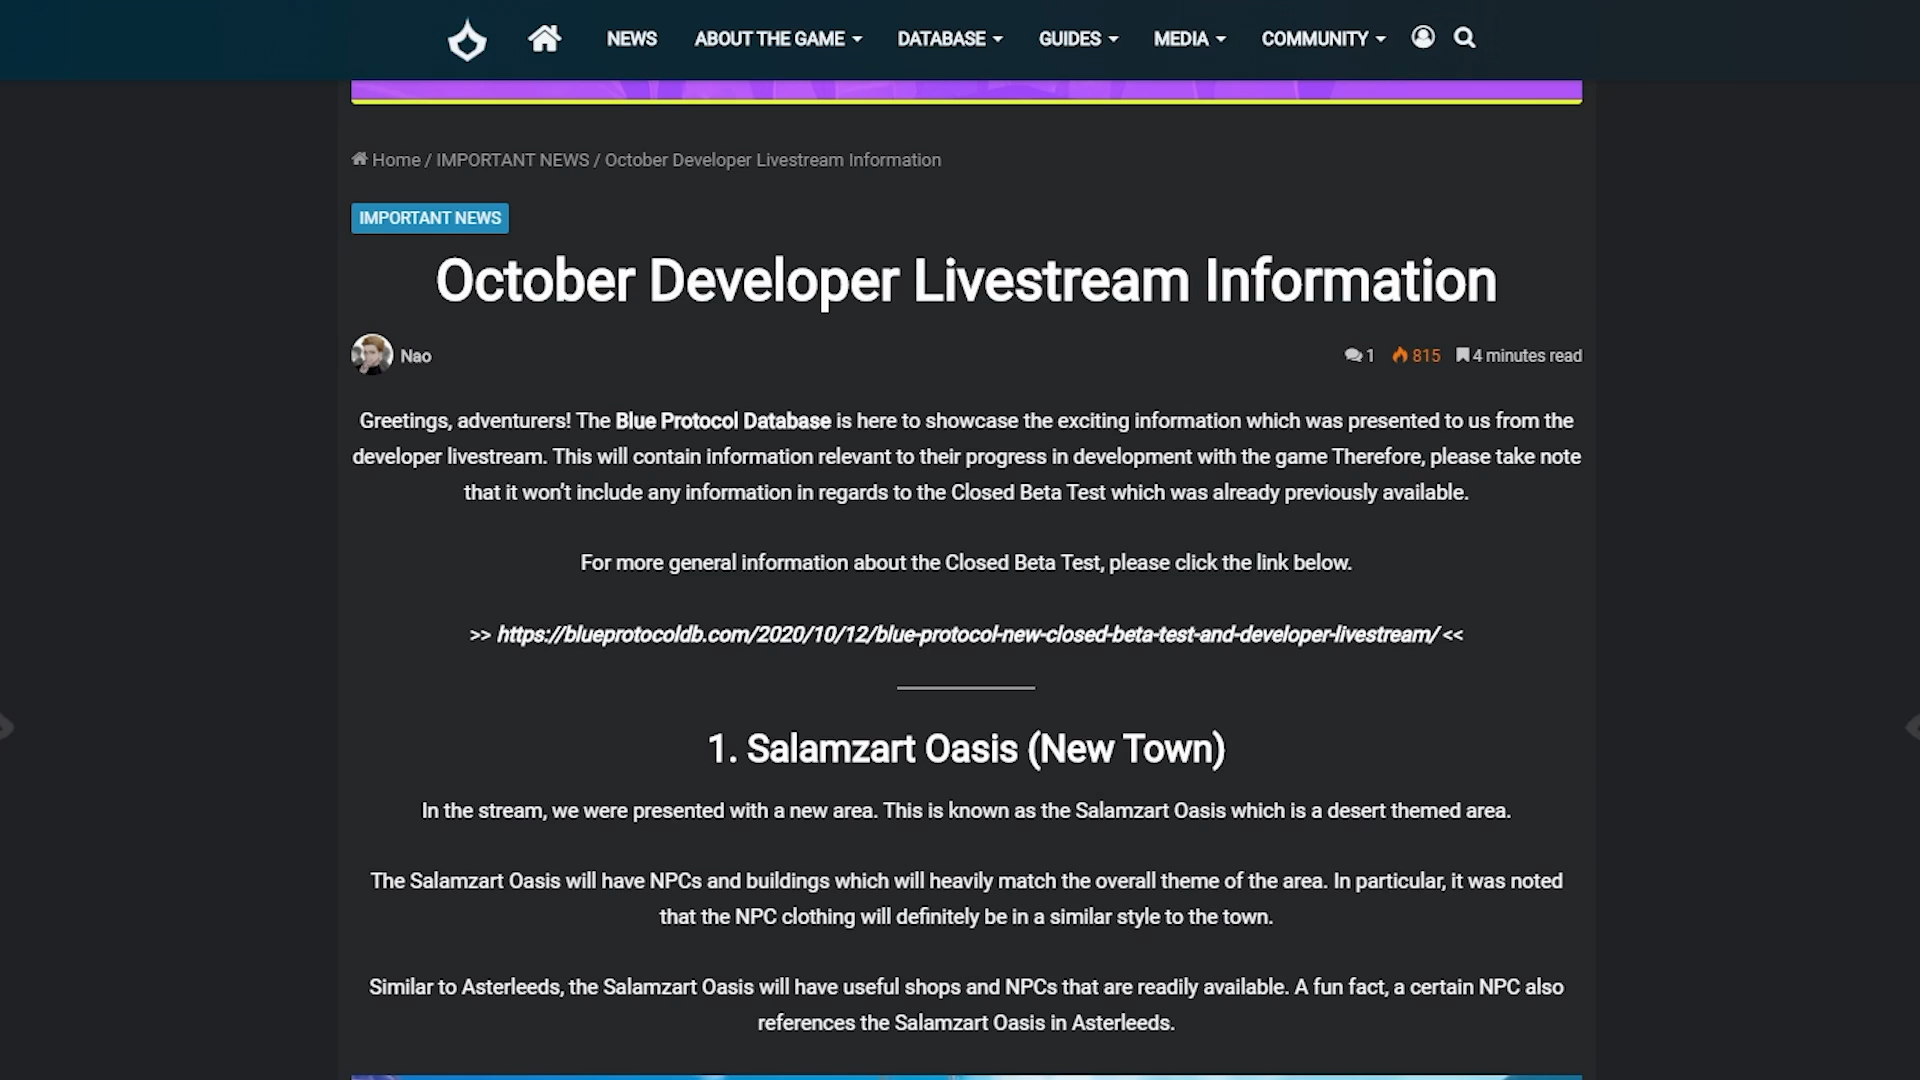 NEWS ABOUT THE GAME DATABASE GUIDES MEDIA COMMUNITY
Home / IMPORTANT NEWS / October Developer Livestream Information
IMPORTANT NEWS
October Developer Livestream Information
Nao
1 815 4 minutes read
Greetings, adventurers! The Blue Protocol Database is here to showcase the exciting information which was presented to us from the
developer livestream. This will contain information relevant to their progress in development with the game Therefore, please take note
that it won't include any information in regards to the Closed Beta Test which was already previously available.
For more general information about the Closed Beta Test, please click the link below.
>> https://blueprotocoldb.com/2020/10/12/blue-protocol-new-closed-beta-test-and-developer-livestream/ <<
1. Salamzart Oasis (New Town)
In the stream, we were presented with a new area. This is known as the Salamzart Oasis which is a desert themed area.
The Salamzart Oasis will have NPCs and buildings which will heavily match the overall theme of the area. In particular, it was noted
that the NPC clothing will definitely be in a similar style to the town.
Similar to Asterleeds, the Salamzart Oasis will have useful shops and NPCs that are readily available. A fun fact, a certain NPC also
references the Salamzart Oasis in Asterleeds.